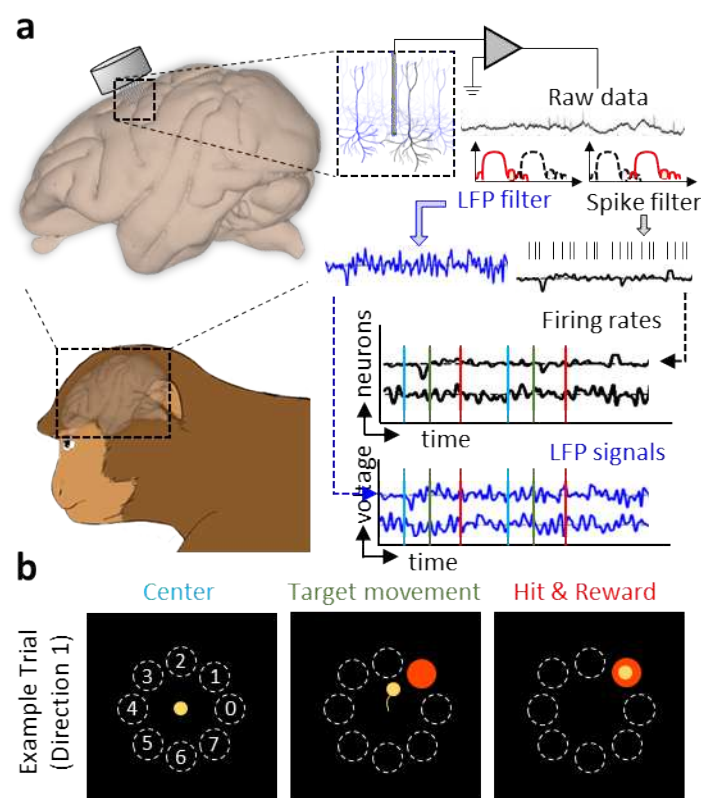 a
Raw data
LFP filter
Spike filter
Firing rates
neurons
time
LFP signals
voltage
time
b
Center
Target movement
Hit & Reward
Example Trial
(Direction 1)
2
3
1
4
0
5
7
6